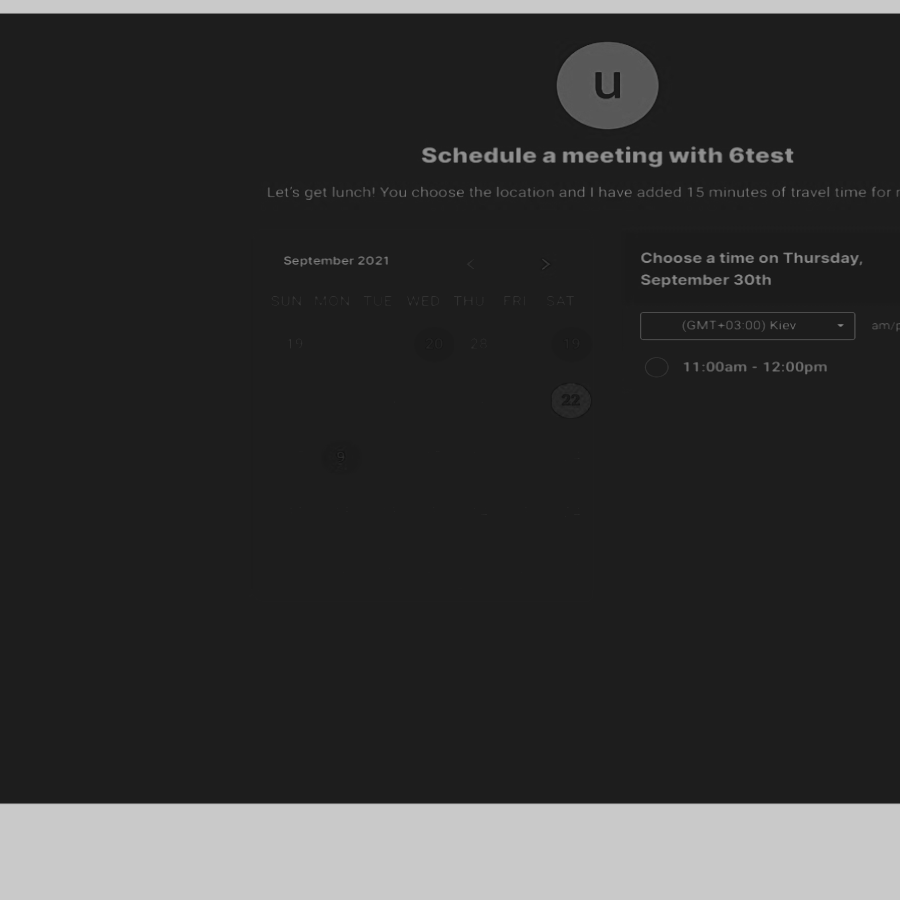 u
Schedule a meeting with 6test
Let's get lunch! You choose the location and I have added 15 minutes of travel time for
September 2021 < >
SUN MON TUE WED THU FRI SAT
19 20 28 19
22
9
Choose a time on Thursday,
September 30th
(GMT+03:00) Kiev am/p
11:00am - 12:00pm